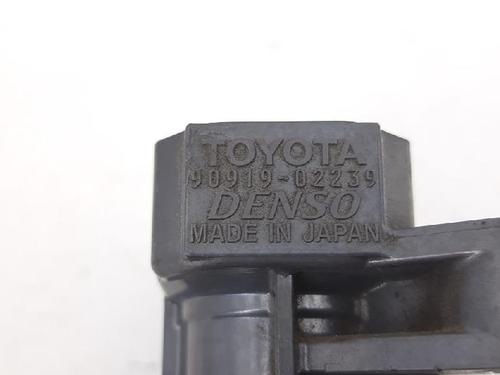 TOYOTA
90919-02239
DENSO
MADE IN JAPAN